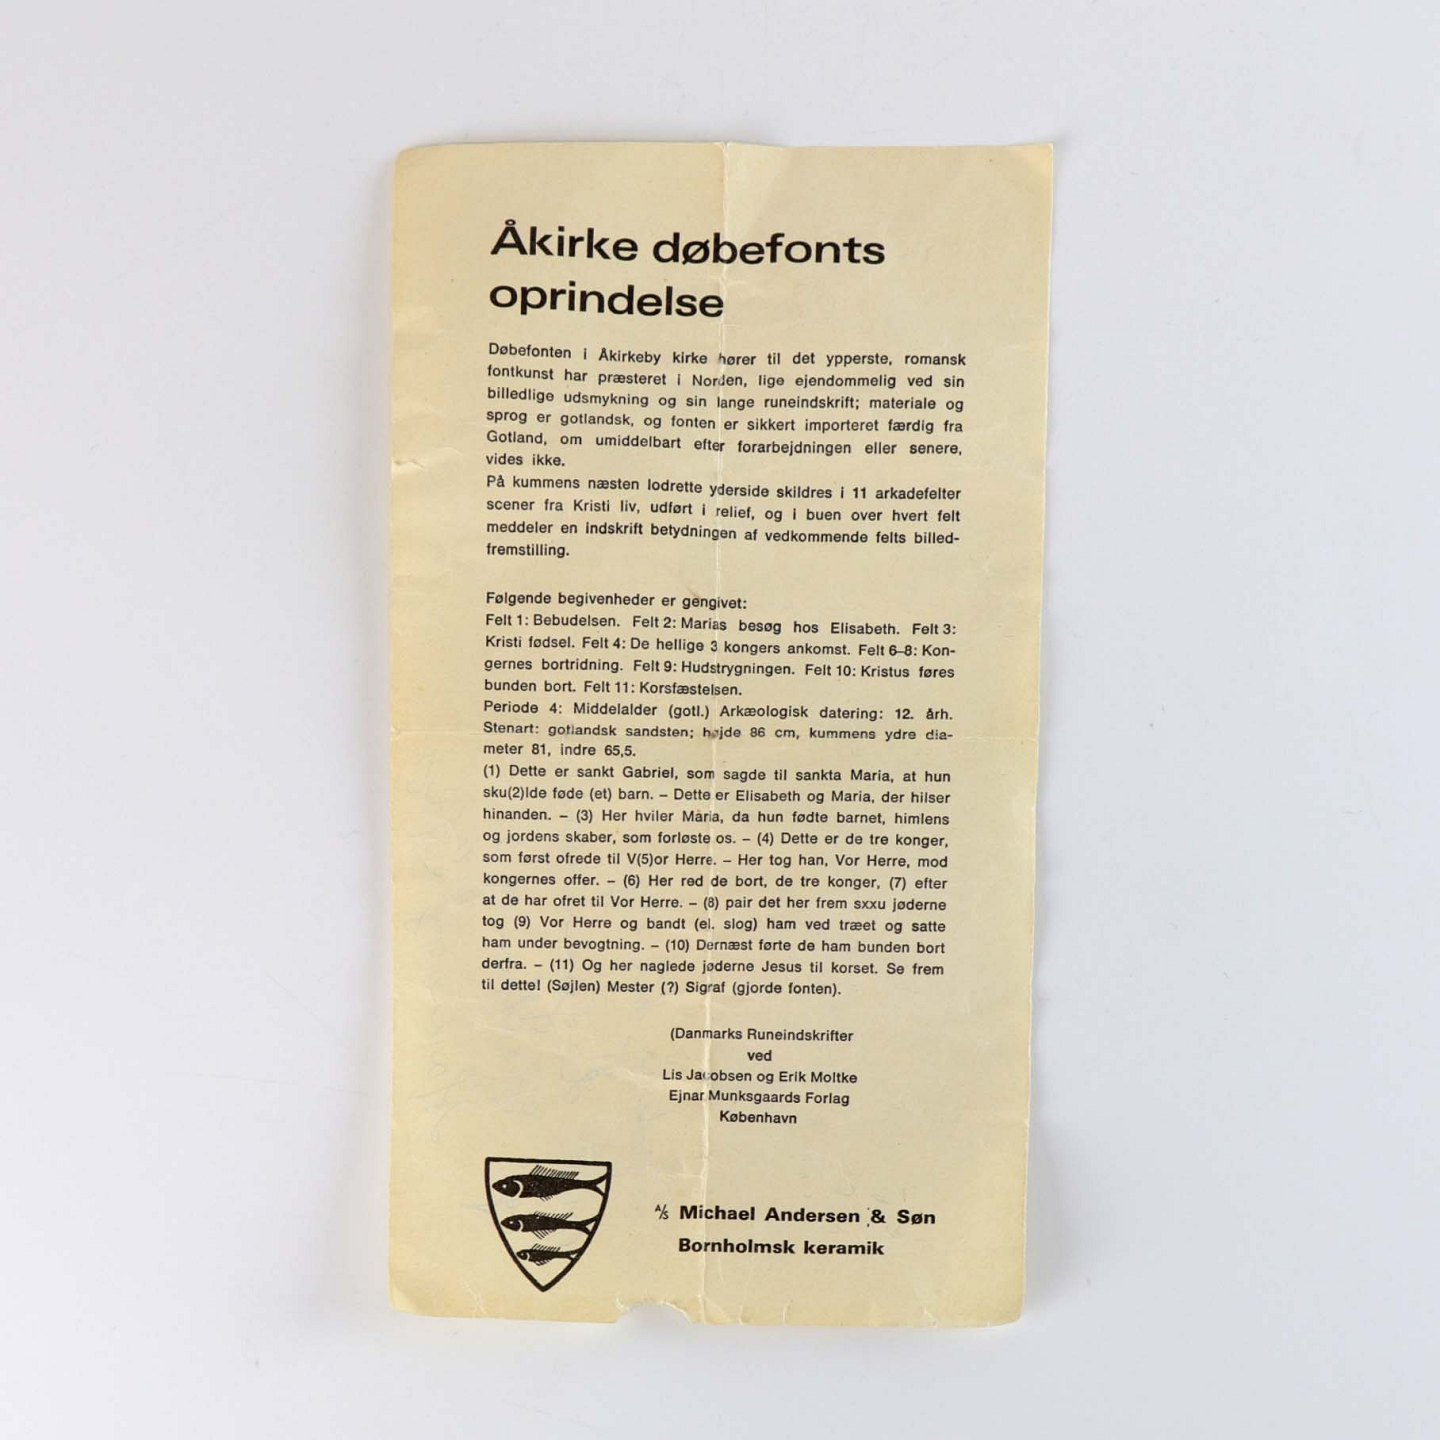 Åkirke døbefonts
oprindelse
Døbefonten i Åkirkeby kirke hører til det ypperste, romansk
fontkunst har præsteret i Norden, lige ejendommelig ved sin
billedlige udsmykning og sin lange runeindskrift; materiale og
sprog er gotlandsk, og fonten er sikkert importeret færdig fra
Gotland, om umiddelbart efter forarbejdningen eller senere,
vides ikke.
På kummens næsten lodrette yderside skildres i 11 arkadefelter
scener fra Kristi liv, udført i relief, og i buen over hvert felt
meddeler en indskrift betydningen af vedkommende felts billed-
fremstilling.
Følgende begivenheder er gengivet:
Felt 1: Bebudelsen. Felt 2: Marias besøg hos Elisabeth. Felt 3:
Kristi fødsel. Felt 4: De hellige 3 kongers ankomst. Felt 6–8: Kon-
gernes bortridning. Felt 9: Hudstrygningen. Felt 10: Kristus føres
bunden bort. Felt 11: Korsfæstelsen.
Periode 4: Middelalder (gotl.) Arkæologisk datering: 12. årh.
Stenart: gotlandsk sandsten; højde 86 cm, kummens ydre dia-
meter 81, indre 65,5.
(1) Dette er sankt Gabriel, som sagde til sankta Maria, at hun
sku(2)lde føde (et) barn. – Dette er Elisabeth og Maria, der hilser
hinanden. – (3) Her hviler Maria, da hun fødte barnet, himlens
og jordens skaber, som forløste os. – (4) Dette er de tre konger,
som først ofrede til V(5)or Herre. – Her tog han, Vor Herre, mod
kongernes offer. – (6) Her red de bort, de tre konger, (7) efter
at de har ofret til Vor Herre. – (8) pair det her frem sxxu jøderne
tog (9) Vor Herre og bandt (el. slog) ham ved træet og satte
ham under bevogtning. – (10) Dernæst førte de ham bunden bort
derfra. – (11) Og her naglede jøderne Jesus til korset. Se frem
til dette! (Søjlen) Mester (?) Sigraf (gjorde fonten).
(Danmarks Runeindskrifter
ved
Lis Jacobsen og Erik Moltke
Ejnar Munksgaards Forlag
København
A/S Michael Andersen & Søn
Bornholmsk keramik